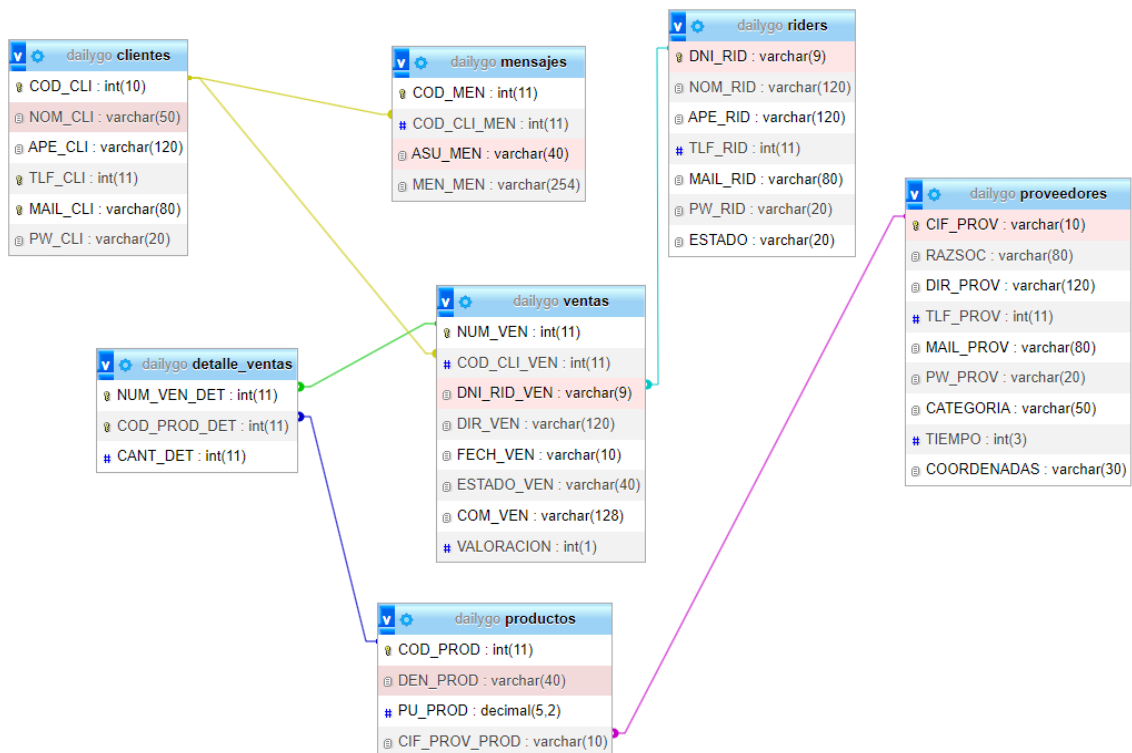 dailygo clientes
COD_CLI : int(10)
NOM_CLI : varchar(50)
APE_CLI : varchar(120)
TLF_CLI : int(11)
MAIL_CLI : varchar(80)
PW_CLI : varchar(20)
dailygo mensajes
COD_MEN : int(11)
COD_CLI_MEN : int(11)
ASU_MEN : varchar(40)
MEN_MEN : varchar(254)
dailygo riders
DNI_RID : varchar(9)
NOM_RID : varchar(120)
APE_RID : varchar(120)
TLF_RID : int(11)
MAIL_RID : varchar(80)
PW_RID : varchar(20)
ESTADO : varchar(20)
dailygo proveedores
CIF_PROV : varchar(10)
RAZSOC : varchar(80)
DIR_PROV : varchar(120)
TLF_PROV : int(11)
MAIL_PROV : varchar(80)
PW_PROV : varchar(20)
CATEGORIA : varchar(50)
TIEMPO : int(3)
COORDENADAS : varchar(30)
dailygo ventas
NUM_VEN : int(11)
COD_CLI_VEN : int(11)
DNI_RID_VEN : varchar(9)
DIR_VEN : varchar(120)
FECH_VEN : varchar(10)
ESTADO_VEN : varchar(40)
COM_VEN : varchar(128)
VALORACION : int(1)
dailygo detalle_ventas
NUM_VEN_DET : int(11)
COD_PROD_DET : int(11)
CANT_DET : int(11)
dailygo productos
COD_PROD : int(11)
DEN_PROD : varchar(40)
PU_PROD : decimal(5,2)
CIF_PROV_PROD : varchar(10)